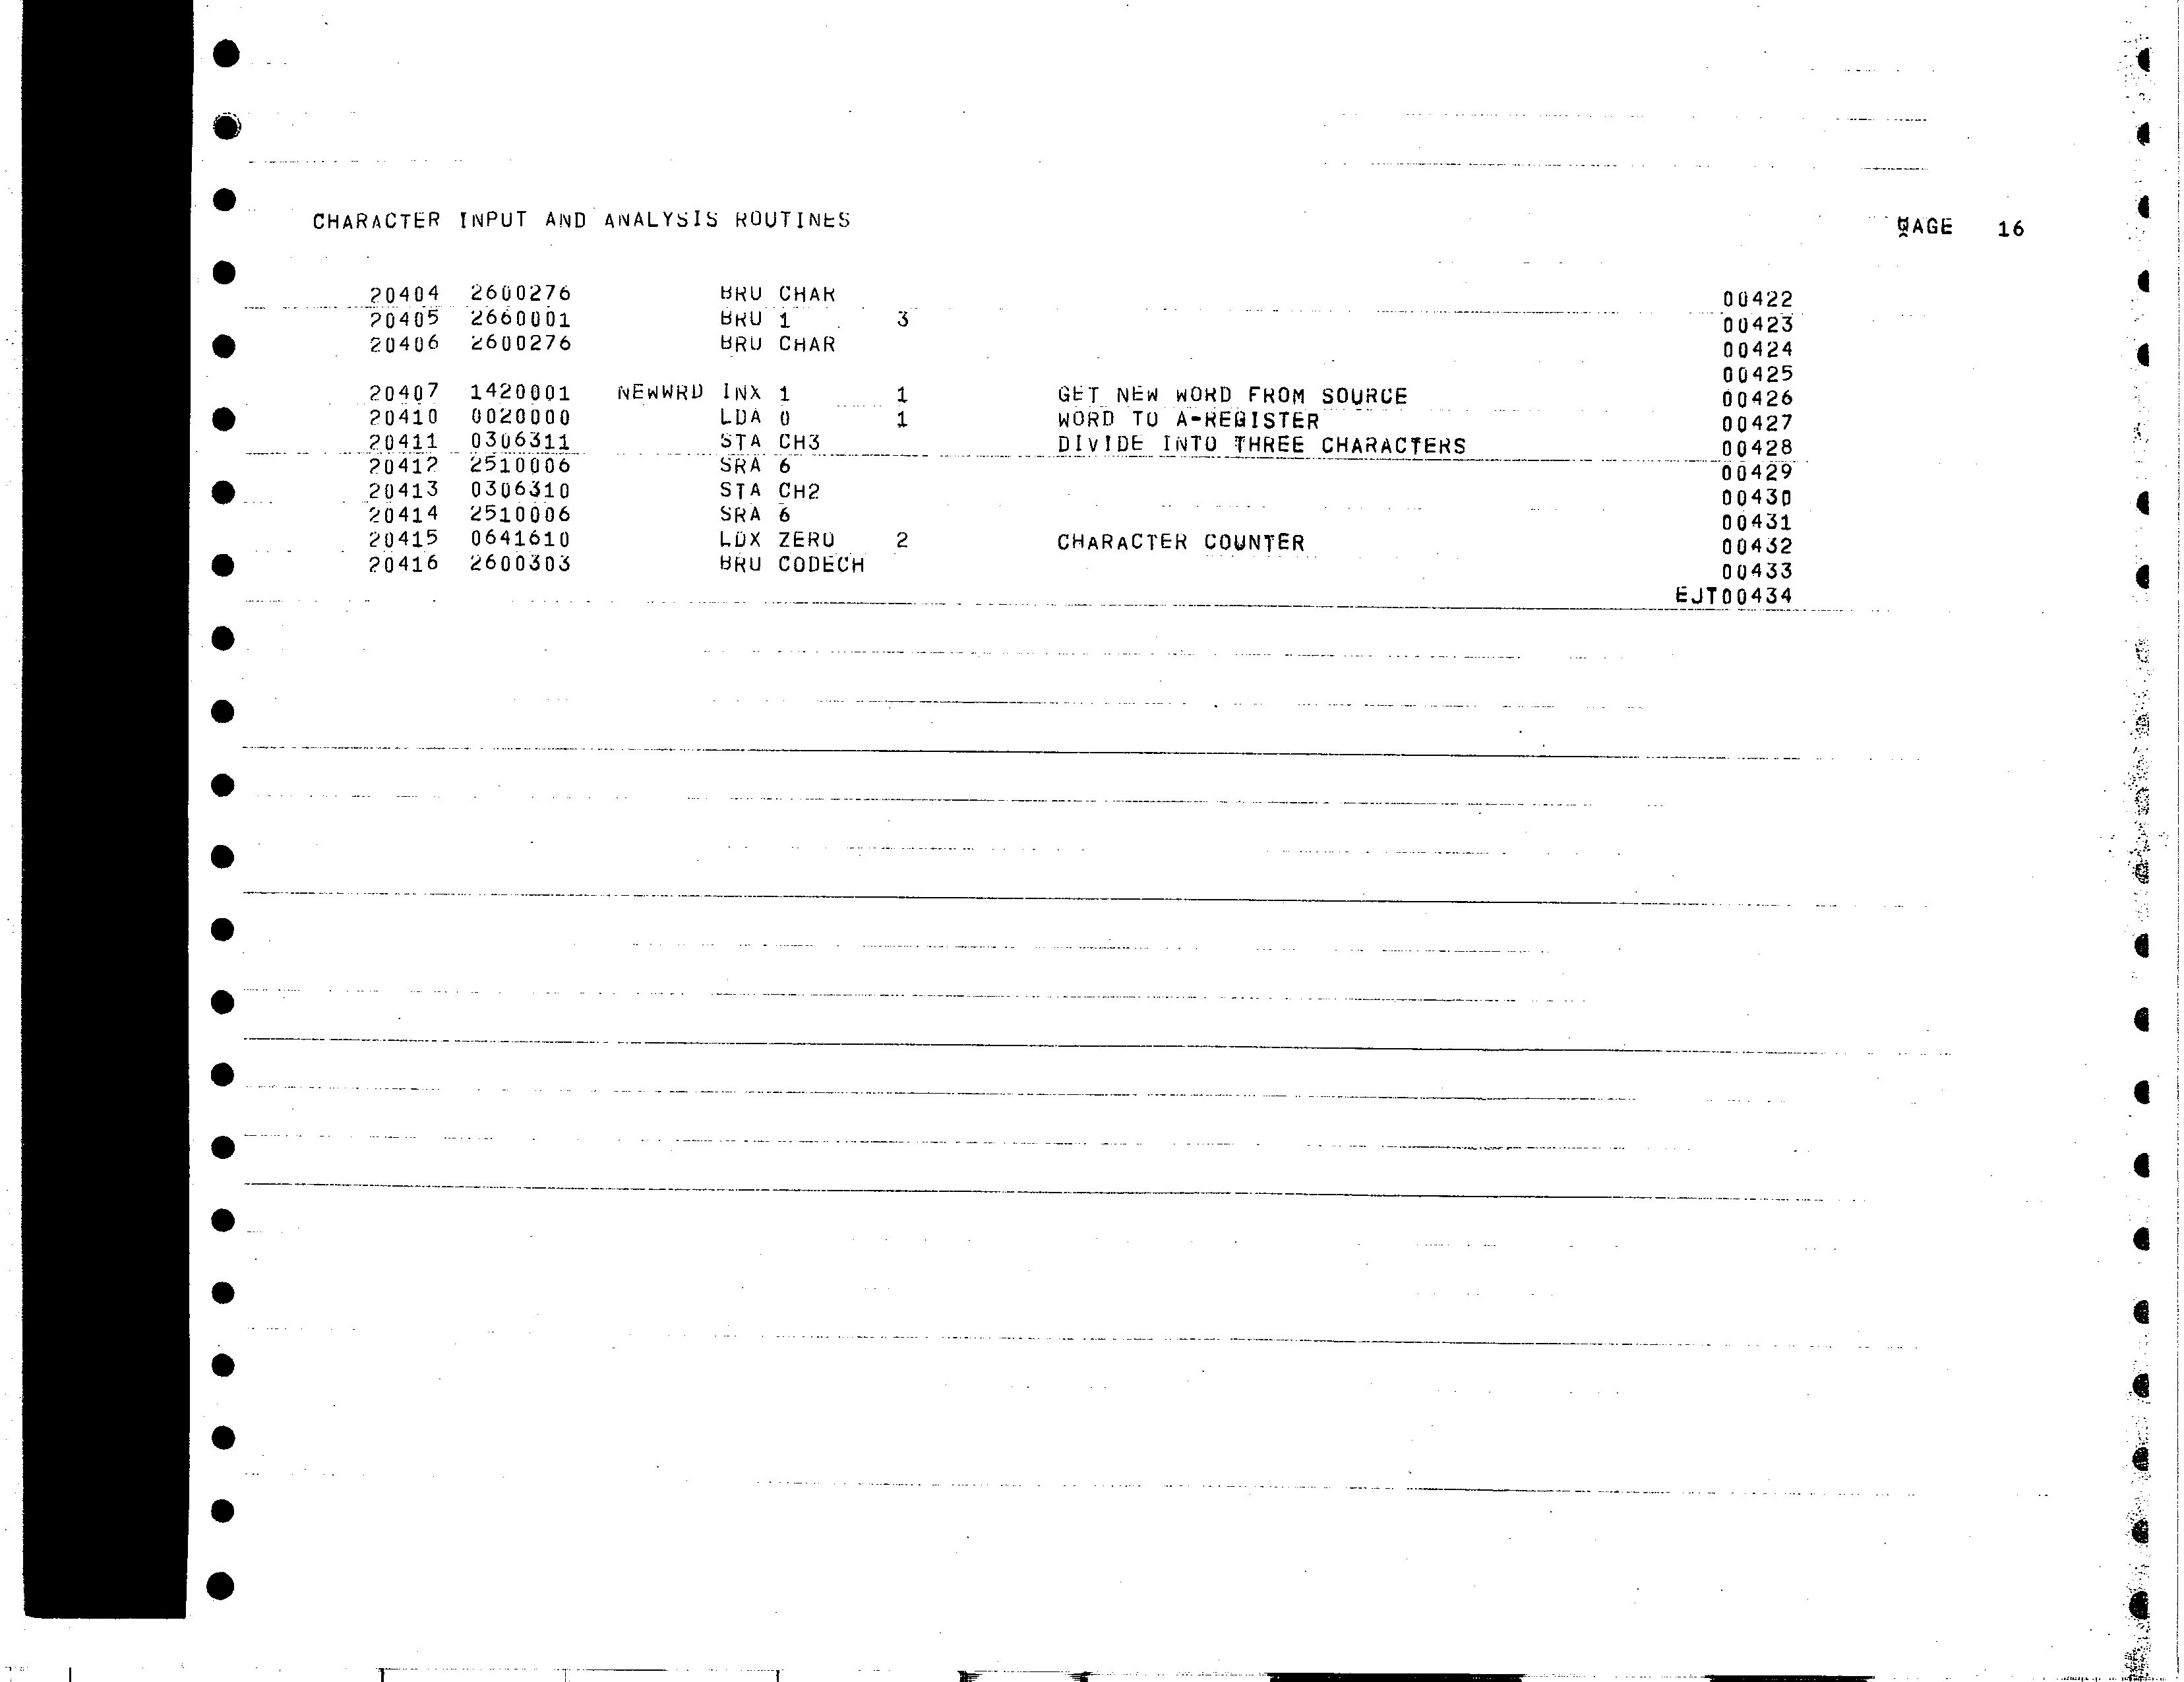 CHARACTER INPUT AND ANALYSIS ROUTINES PAGE 16
20404 2600276 BRU CHAR 00422
20405 2660001 BRU 1 3 00423
20406 2600276 BRU CHAR 00424
00425
20407 1420001 NEWWRD INX 1 1 GET NEW WORD FROM SOURCE 00426
20410 0020000 LDA 0 1 WORD TO A-REGISTER 00427
20411 0306311 STA CH3 DIVIDE INTO THREE CHARACTERS 00428
20412 2510006 SRA 6 00429
20413 0306310 STA CH2 00430
20414 2510006 SRA 6 00431
20415 0641610 LDX ZERO 2 CHARACTER COUNTER 00432
20416 2600303 BRU CODECH 00433
EJT00434